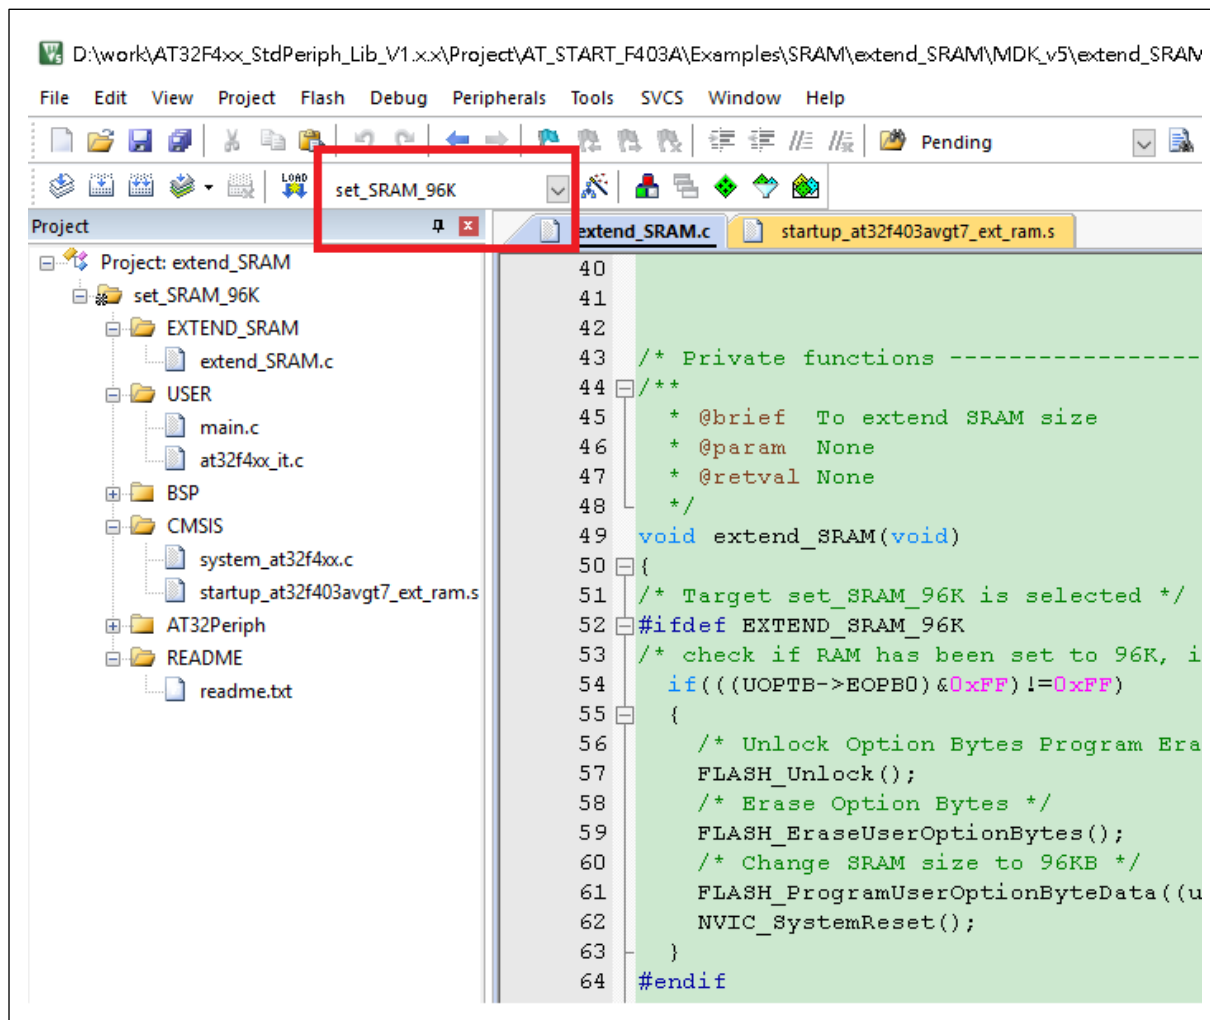 D:\work\AT32F4xx_StdPeriph_Lib_V1.x.x\Project\AT_START_F403A\Examples\SRAM\extend_SRAM\MDK_v5\extend_SRAM
File Edit View Project Flash Debug Peripherals Tools SVCS Window Help
Pending
LOAD set_SRAM_96K
Project
extend_SRAM.c startup_at32f403avgt7_ext_ram.s
Project: extend_SRAM
set_SRAM_96K
EXTEND_SRAM
extend_SRAM.c
USER
main.c
at32f4xx_it.c
BSP
CMSIS
system_at32f4xx.c
startup_at32f403avgt7_ext_ram.s
AT32Periph
README
readme.txt
40
41
42
43 /* Private functions -----------------
44 /**
45 * @brief To extend SRAM size
46 * @param None
47 * @retval None
48 */
49 void extend_SRAM(void)
50 {
51 /* Target set_SRAM_96K is selected */
52 #ifdef EXTEND_SRAM_96K
53 /* check if RAM has been set to 96K, i
54 if(((UOPTB->EOPB0)&0xFF)!=0xFF)
55 {
56 /* Unlock Option Bytes Program Era
57 FLASH_Unlock();
58 /* Erase Option Bytes */
59 FLASH_EraseUserOptionBytes();
60 /* Change SRAM size to 96KB */
61 FLASH_ProgramUserOptionByteData((u
62 NVIC_SystemReset();
63 }
64 #endif